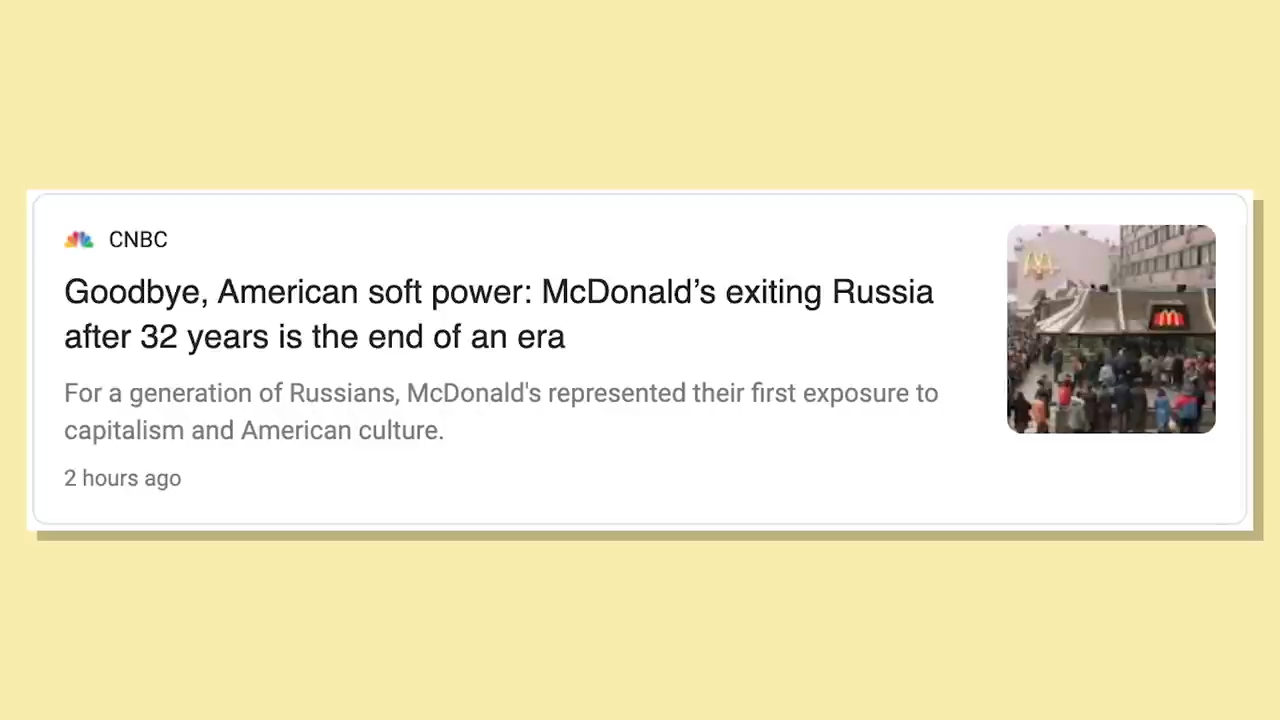 CNBC
Goodbye, American soft power: McDonald’s exiting Russia
after 32 years is the end of an era
For a generation of Russians, McDonald's represented their first exposure to
capitalism and American culture.
2 hours ago